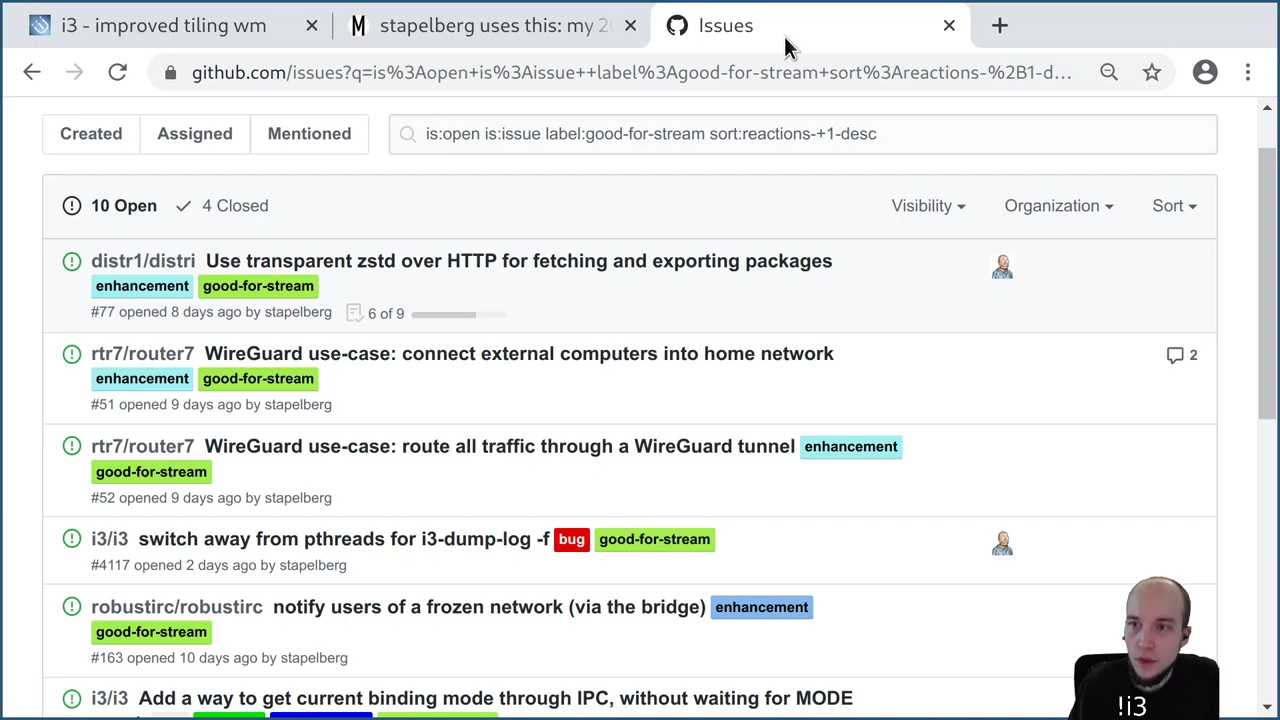 i3 - improved tiling wm
stapelberg uses this: my 2
Issues
github.com/issues?q=is%3Aopen+is%3Aissue++label%3Agood-for-stream+sort%3Areactions-%2B1-d...
Created
Assigned
Mentioned
is:open is:issue label:good-for-stream sort:reactions-+1-desc
10 Open
4 Closed
Visibility
Organization
Sort
distr1/distri Use transparent zstd over HTTP for fetching and exporting packages
enhancement good-for-stream
#77 opened 8 days ago by stapelberg 6 of 9
rtr7/router7 WireGuard use-case: connect external computers into home network
2
enhancement good-for-stream
#51 opened 9 days ago by stapelberg
rtr7/router7 WireGuard use-case: route all traffic through a WireGuard tunnel enhancement
good-for-stream
#52 opened 9 days ago by stapelberg
i3/i3 switch away from pthreads for i3-dump-log -f bug good-for-stream
#4117 opened 2 days ago by stapelberg
robustirc/robustirc notify users of a frozen network (via the bridge) enhancement
good-for-stream
#163 opened 10 days ago by stapelberg
i3/i3 Add a way to get current binding mode through IPC, without waiting for MODE
!i3